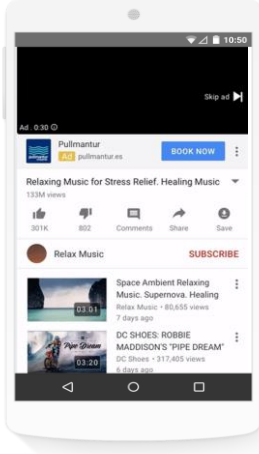 10:50
Skip ad
Ad . 0:30
Pullmantur
Ad pullmantur.es
BOOK NOW
Relaxing Music for Stress Relief. Healing Music
133M views
301K 802 Comments Share Save
Relax Music SUBSCRIBE
Space Ambient Relaxing
Music. Supernova. Healing
Relax Music • 80,655 views
7 days ago
03:01
DC SHOES: ROBBIE
MADDISON'S "PIPE DREAM"
DC Shoes • 317,405 views
6 days ago
Pipe Dream
03:20